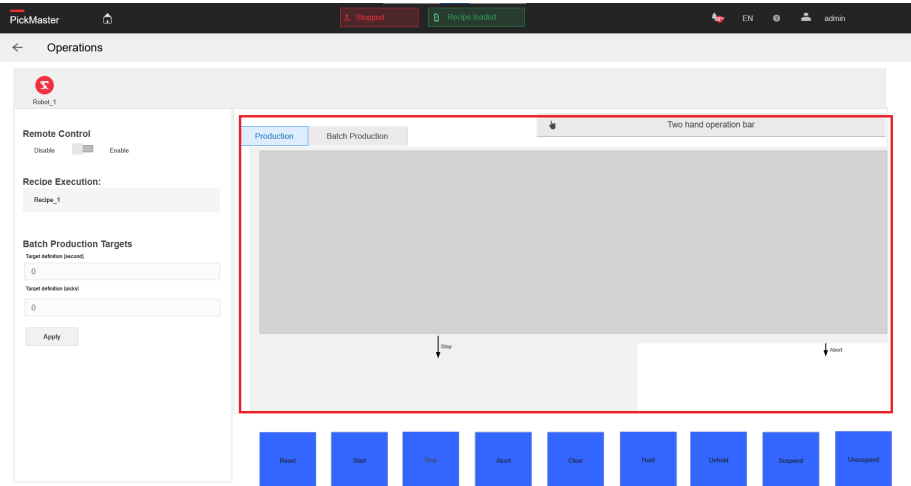 PickMaster
Stopped
Recipe loaded
99+
EN
admin
Operations
Robot_1
Remote Control
Disable
Enable
Recipe Execution:
Recipe_1
Batch Production Targets
Target definition [second]
0
Target definition [picks]
0
Apply
Production
Batch Production
Two hand operation bar
Stop
Abort
Reset
Start
Stop
Abort
Clear
Hold
Unhold
Suspend
Unsuspend